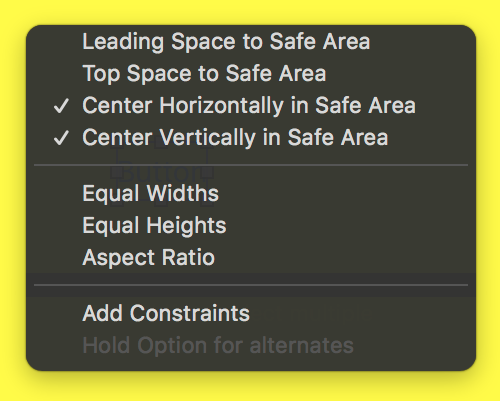 Leading Space to Safe Area
Top Space to Safe Area
✓ Center Horizontally in Safe Area
✓ Center Vertically in Safe Area
Button
Equal Widths
Equal Heights
Aspect Ratio
Add Constraints
Hold Option for alternates